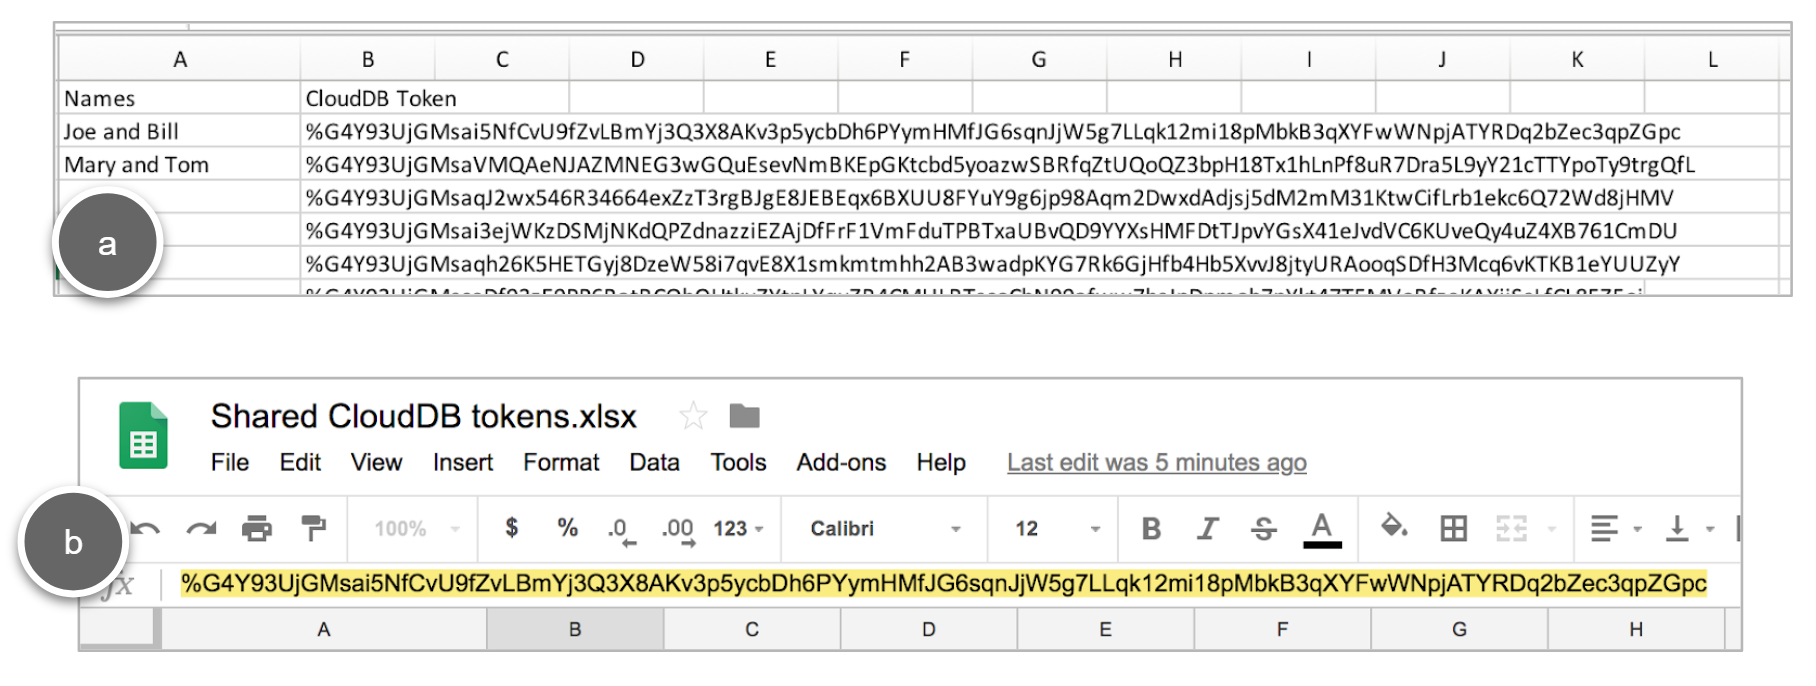 A B C D E F G H I J K L
Names CloudDB Token
Joe and Bill %G4Y93UjGMsai5NfCvU9fZvLBmYj3Q3X8AKv3p5ycbDh6PYymHMfJG6sqnJjW5g7LLqk12mi18pMbkB3qXYFwWNpjATYRDq2bZec3qpZGpc
Mary and Tom %G4Y93UjGMsaVMQAeNJAZMNEG3wGQuEsevNmBKEpGKtcbd5yoazwSBRfqZtUQoQZ3bpH18Tx1hLnPf8uR7Dra5L9yY21cTTYpoTy9trgQfL
%G4Y93UjGMsaqJ2wx546R34664exZzT3rgBJgE8JEBEqx6BXUU8FYuY9g6jp98Aqm2DwxdAdjsj5dM2mM31KtwCifLrb1ekc6Q72Wd8jHMV
a %G4Y93UjGMsai3ejWKzDSMjNKdQPZdnazziEZAjDfFrF1VmFduTPBTxaUBvQD9YYXsHMFDtTJpvYGsX41eJvdVC6KUveQy4uZ4XB761CmDU
%G4Y93UjGMsaqh26K5HETGyj8DzeW58i7qvE8X1smkmtmhh2AB3wadpKYG7Rk6GjHfb4Hb5XvvJ8jtyURAooqSDfH3Mcq6vKTKB1eYUUZyY
Shared CloudDB tokens.xlsx
File Edit View Insert Format Data Tools Add-ons Help Last edit was 5 minutes ago
b 100% $ % .0 .00 123 Calibri 12 B I S A
fx %G4Y93UjGMsai5NfCvU9fZvLBmYj3Q3X8AKv3p5ycbDh6PYymHMfJG6sqnJjW5g7LLqk12mi18pMbkB3qXYFwWNpjATYRDq2bZec3qpZGpc
A B C D E F G H